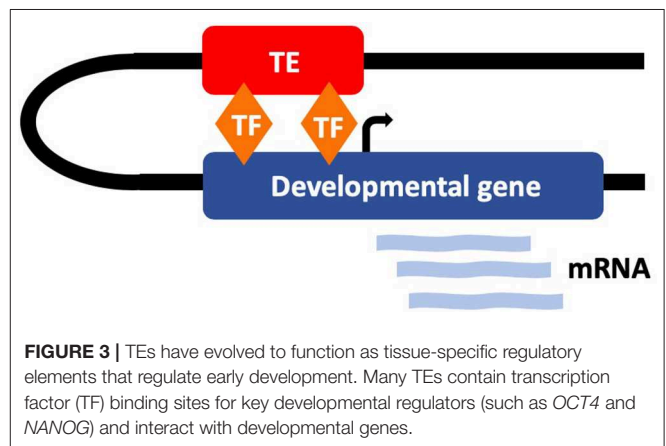 TE
TF TF
Developmental gene
mRNA
FIGURE 3 | TEs have evolved to function as tissue-specific regulatory
elements that regulate early development. Many TEs contain transcription
factor (TF) binding sites for key developmental regulators (such as OCT4 and
NANOG) and interact with developmental genes.